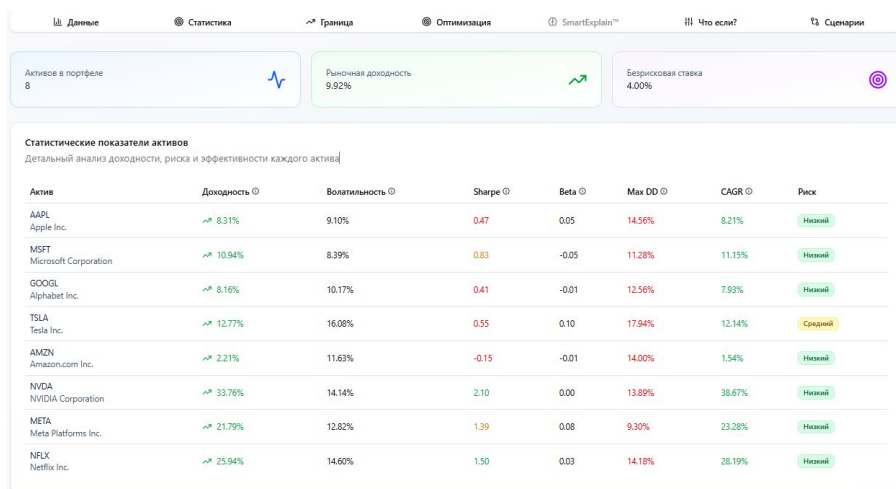 Данные Статистика Граница Оптимизация SmartExplain™ Что если? Сценарии
Активов в портфеле
8
Рыночная доходность
9.92%
Безрисковая ставка
4.00%
Статистические показатели активов
Детальный анализ доходности, риска и эффективности каждого актива
Актив Доходность Волатильность Sharpe Beta Max DD CAGR Риск
AAPL
Apple Inc.
8.31% 9.10% 0.47 0.05 14.56% 8.21% Низкий
MSFT
Microsoft Corporation
10.94% 8.39% 0.83 -0.05 11.28% 11.15% Низкий
GOOGL
Alphabet Inc.
8.16% 10.17% 0.41 -0.01 12.56% 7.93% Низкий
TSLA
Tesla Inc.
12.77% 16.08% 0.55 0.10 17.94% 12.14% Средний
AMZN
Amazon.com Inc.
2.21% 11.63% -0.15 -0.01 14.00% 1.54% Низкий
NVDA
NVIDIA Corporation
33.76% 14.14% 2.10 0.00 13.89% 38.67% Низкий
META
Meta Platforms Inc.
21.79% 12.82% 1.39 0.08 9.30% 23.28% Низкий
NFLX
Netflix Inc.
25.94% 14.60% 1.50 0.03 14.18% 28.19% Низкий